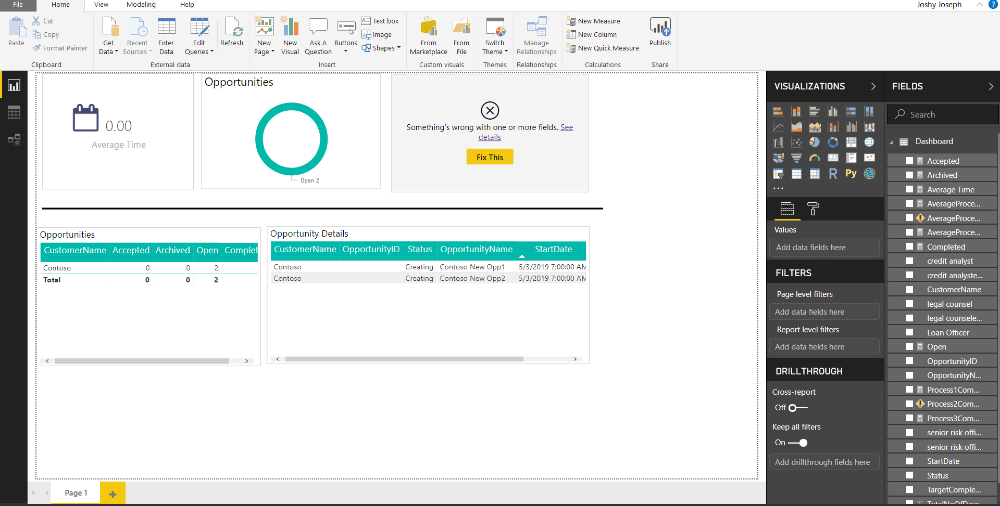 File Home View Modeling Help Joshy Joseph ?
Paste
Cut
Copy
Format Painter
Clipboard
Get Data
Recent Sources
Enter Data
Edit Queries
Refresh
External data
New Page
New Visual
Ask A Question
Buttons
Text box
Image
Shapes
Insert
From Marketplace
From File
Custom visuals
Switch Theme
Themes
Manage Relationships
Relationships
New Measure
New Column
New Quick Measure
Calculations
Publish
Share
0.00
Average Time
Opportunities
Open 2
Something's wrong with one or more fields. See
details
Fix This
Opportunities
CustomerName Accepted Archived Open Complet
Contoso 0 0 2
Total 0 0 2
Opportunity Details
CustomerName OpportunityID Status OpportunityName StartDate
Contoso Creating Contoso New Opp1 5/3/2019 7:00:00 AM
Contoso Creating Contoso New Opp2 5/3/2019 7:00:00 AM
Page 1
+
VISUALIZATIONS
123
R
Py
...
Values
Add data fields here
FILTERS
Page level filters
Add data fields here
Report level filters
Add data fields here
DRILLTHROUGH
Cross-report
Off
Keep all filters
On
Add drillthrough fields here
FIELDS
Search
Dashboard
Accepted
Archived
Average Time
AverageProce...
AverageProce...
AverageProce...
Completed
credit analyst
credit analyste...
CustomerName
legal counsel
legal counsele...
Loan Officer
Open
OpportunityID
OpportunityN...
Process1Com...
Process2Com...
Process3Com...
senior risk offi...
senior risk offi...
StartDate
Status
TargetComple...
TotalNoOfDays